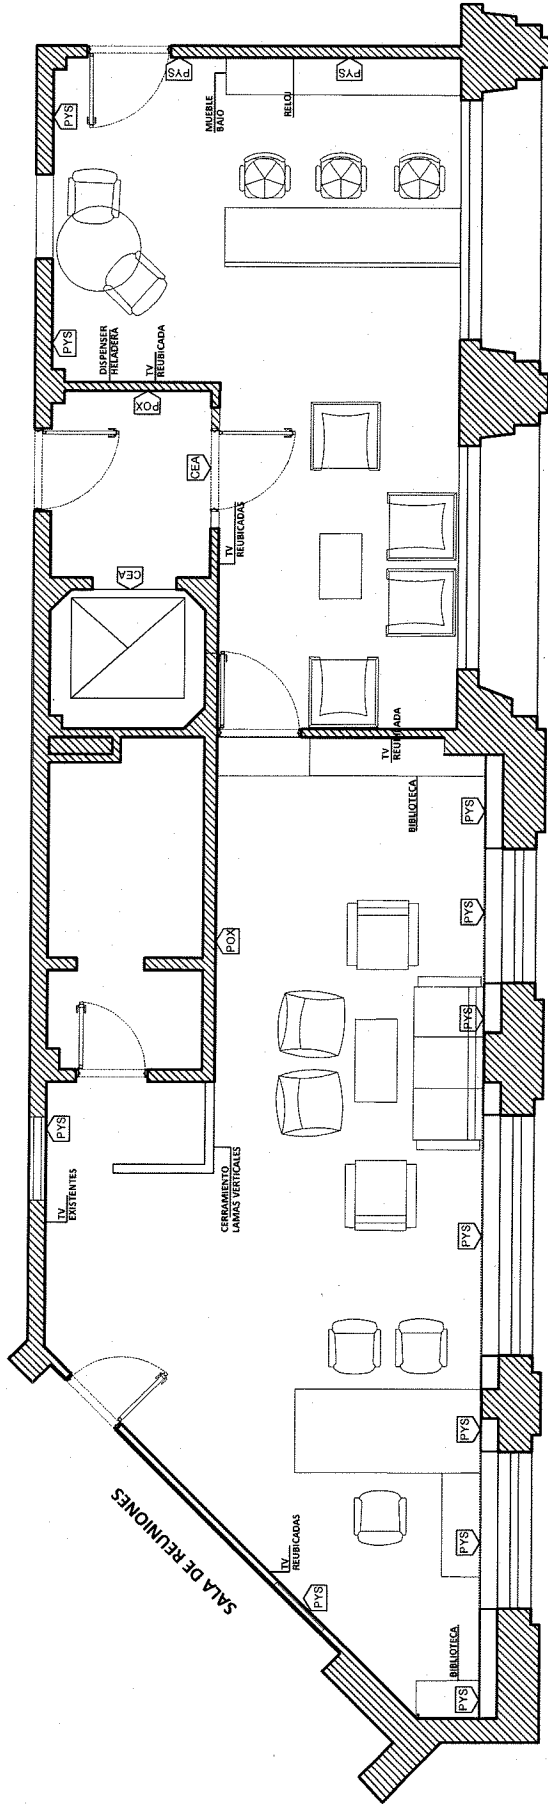 PYS
PYS
PYS
MUEBLE
BAJO
RELOJ
PYS
DISPENSER
HELADERA
TV
REUBICADA
POX
CEA
TV
REUBICADAS
CEA
TV
REUBICADA
BIBLIOTECA
PYS
PYS
POX
PYS
PYS
TV
EXISTENTES
CERRAMIENTO
LAMAS VERTICALES
PYS
PYS
SALA DE REUNIONES
TV
REUBICADAS
PYS
PYS
BIBLIOTECA
PYS